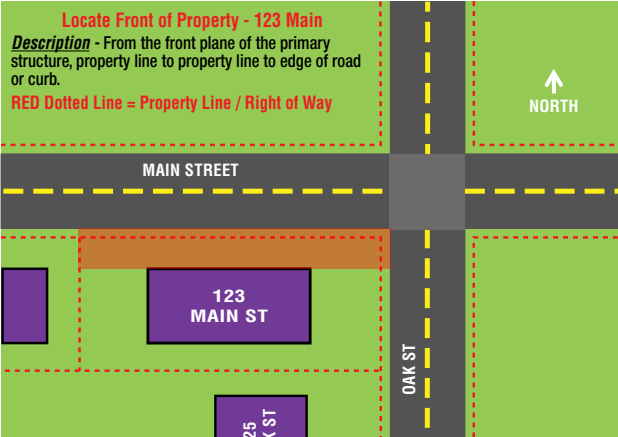 Locate Front of Property - 123 Main
Description - From the front plane of the primary
structure, property line to property line to edge of road
or curb.
RED Dotted Line = Property Line / Right of Way
NORTH
MAIN STREET
123
MAIN ST
OAK ST